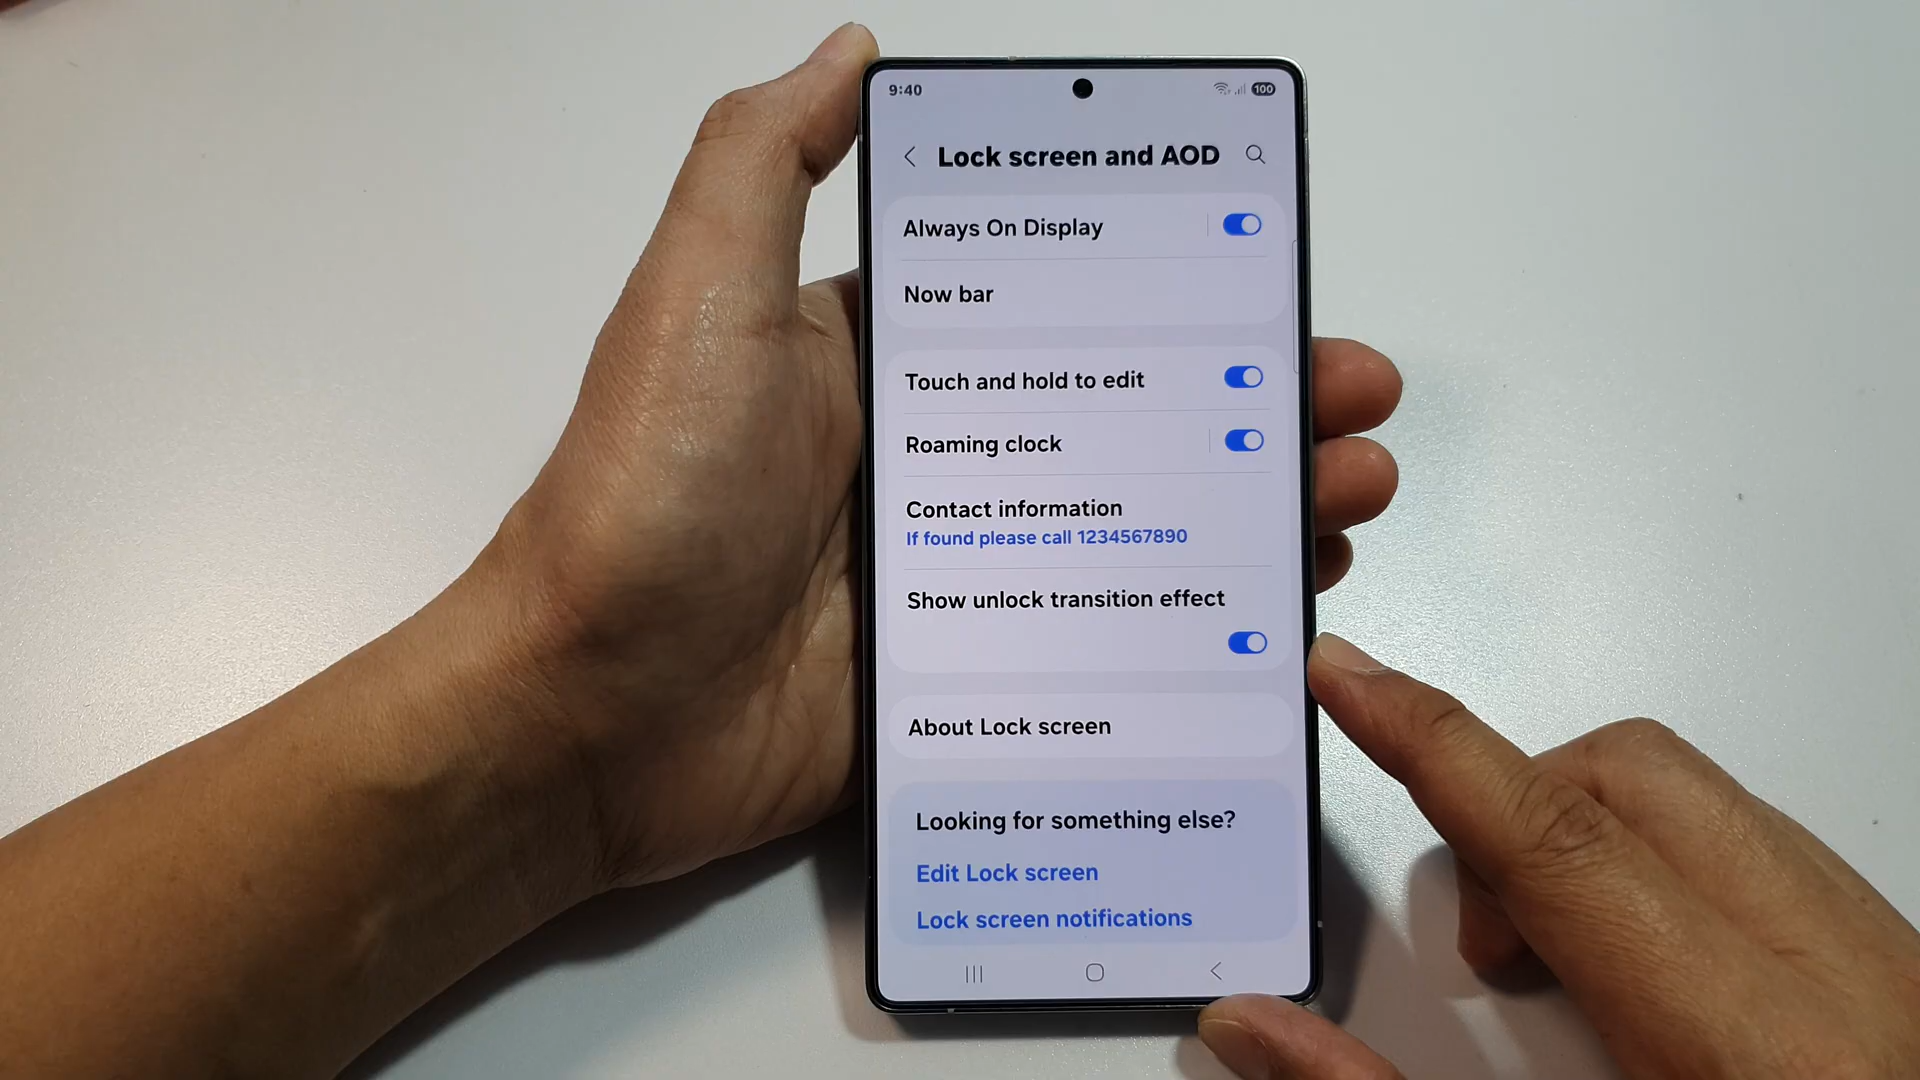 9:40
100
Lock screen and AOD
Always On Display
Now bar
Touch and hold to edit
Roaming clock
Contact information
If found please call 1234567890
Show unlock transition effect
About Lock screen
Looking for something else?
Edit Lock screen
Lock screen notifications